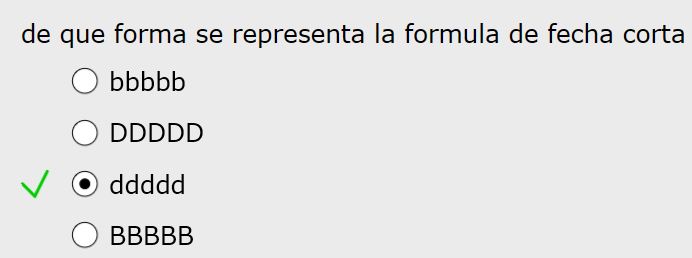 de que forma se representa la formula de fecha corta
bbbbb
DDDDD
ddddd
BBBBB